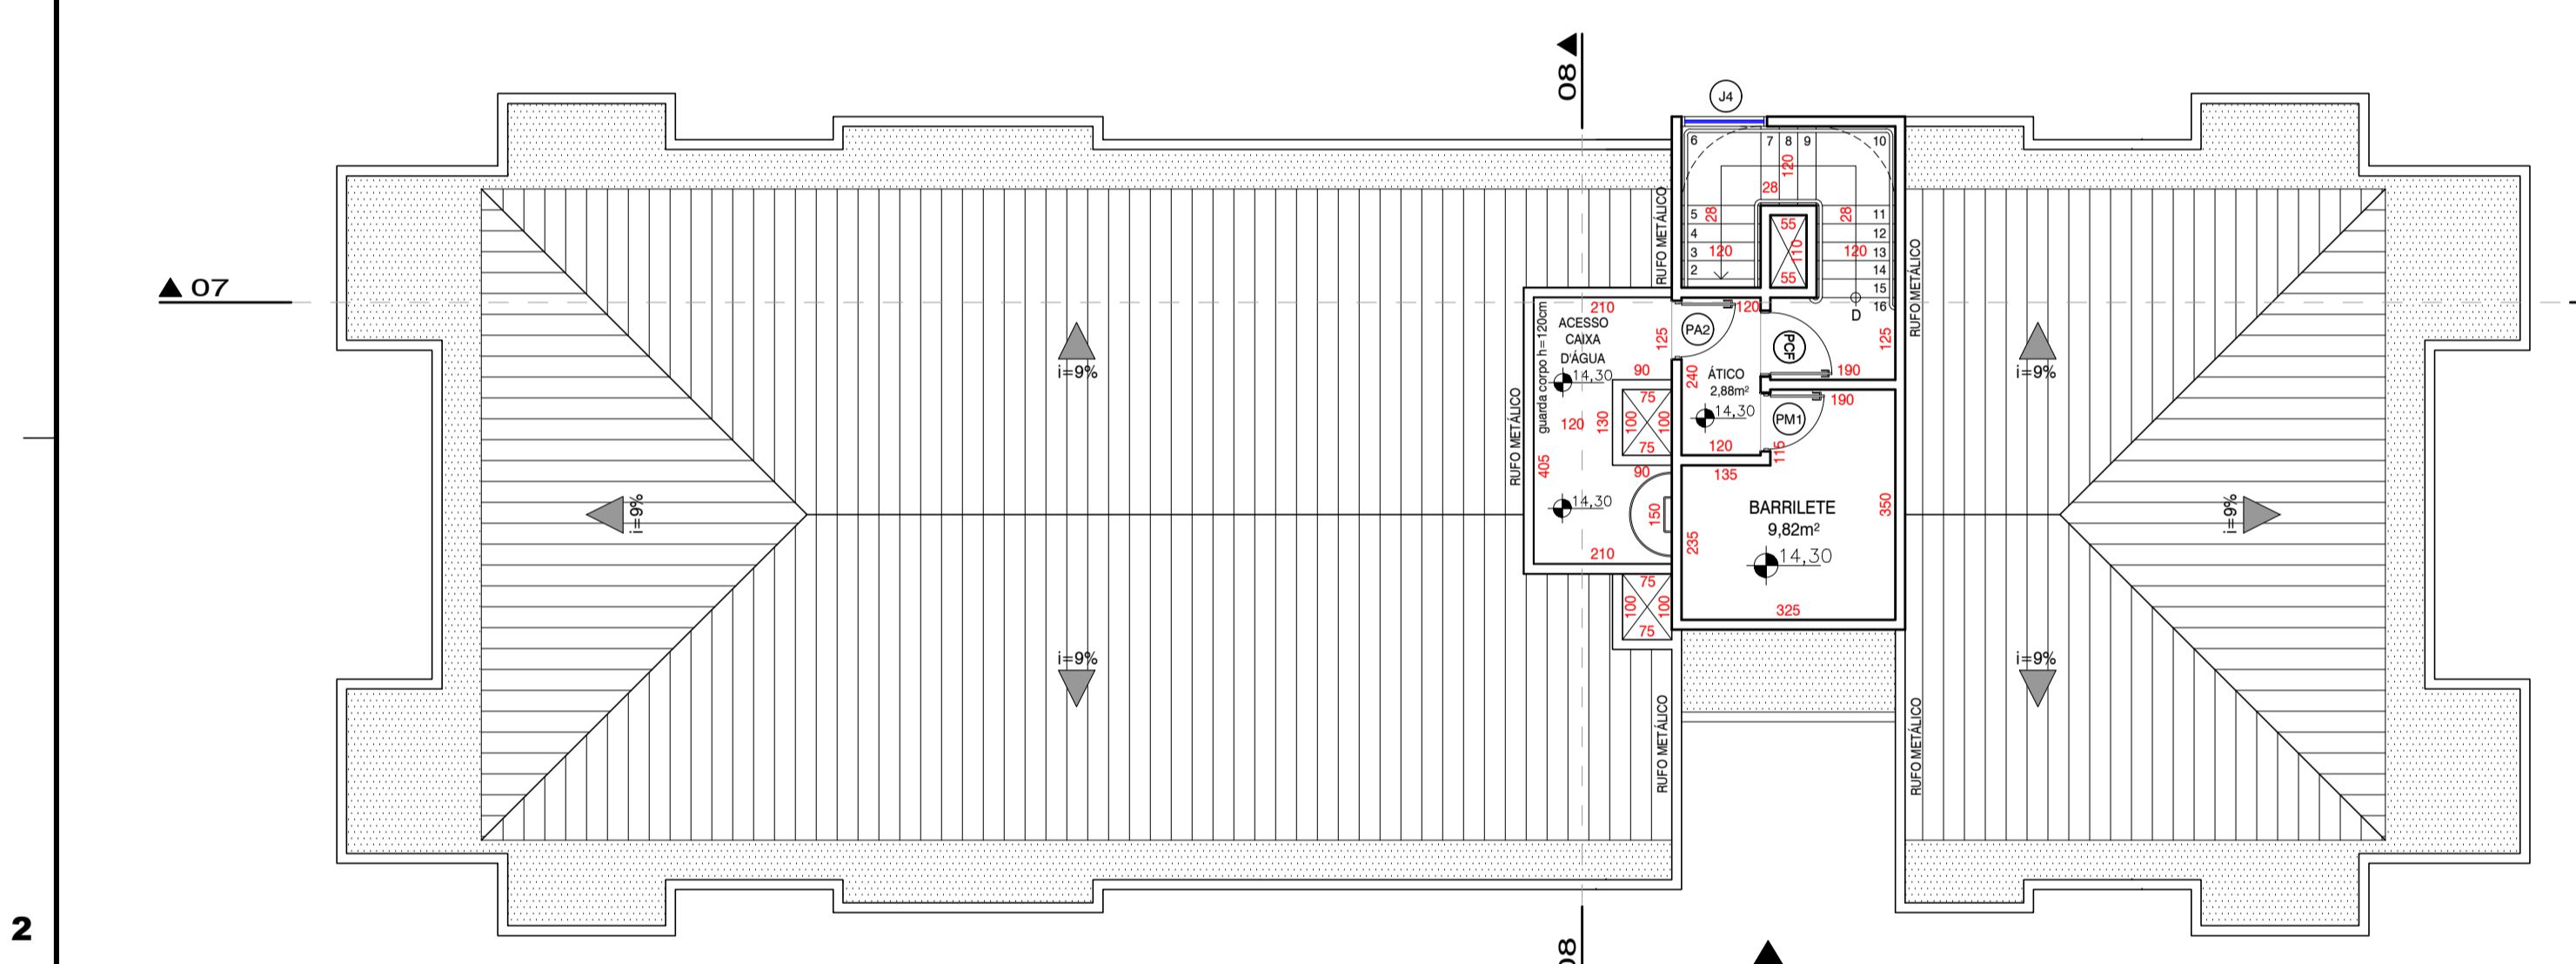 08
J4
6
7
8
9
10
120
28
RUFO METÁLICO
5
28
28
11
4
55
12
3
120
110
120
13
2
55
14
15
16
D
RUFO METÁLICO
07
guarda corpo h=120cm
210
ACESSO
CAIXA
D'ÁGUA
14,30
125
PA2
120
PCF
125
i=9%
90
240
ÁTICO
2,88m²
14,30
190
i=9%
RUFO METÁLICO
120
130
75
100
100
75
120
PM1
190
115
405
90
135
14,30
150
BARRILETE
9,82m²
14,30
350
i=9%
i=9%
210
235
75
100
100
75
325
i=9%
i=9%
RUFO METÁLICO
RUFO METÁLICO
2
08